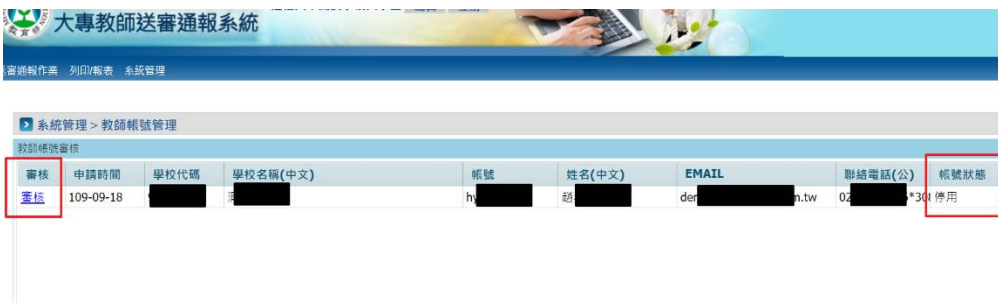 大專教師送審通報系統
審通報作業 列印/報表 系統管理
系統管理 > 教師帳號管理
教師帳號審核
審核 申請時間 學校代碼 學校名稱(中文) 帳號 姓名(中文) EMAIL 聯絡電話(公) 帳號狀態
審核 109-09-18 hy 趙 der n.tw 02 *308 停用